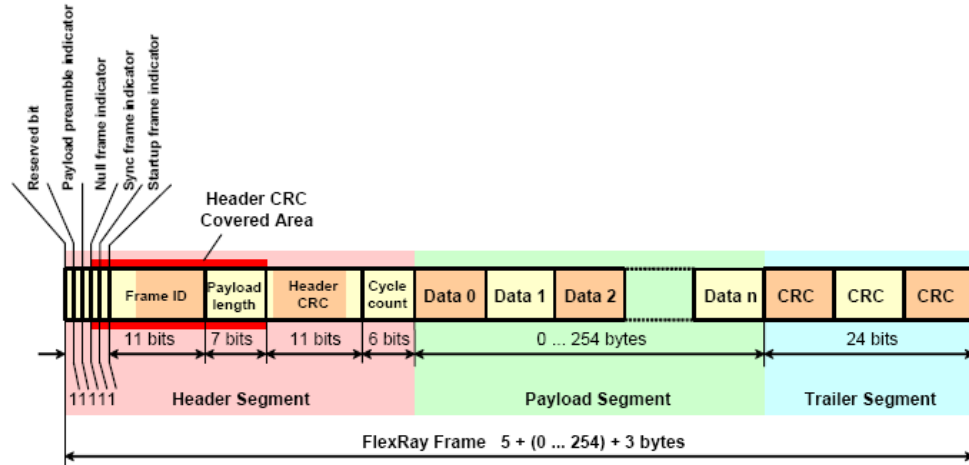 Reserved bit
Payload preamble indicator
Null frame indicator
Sync frame indicator
Startup frame indicator
Header CRC
Covered Area
Frame ID
Payload
length
Header
CRC
Cycle
count
Data 0
Data 1
Data 2
Data n
CRC
CRC
CRC
11 bits
7 bits
11 bits
6 bits
0 ... 254 bytes
24 bits
11111
Header Segment
Payload Segment
Trailer Segment
FlexRay Frame 5 + (0 ... 254) + 3 bytes